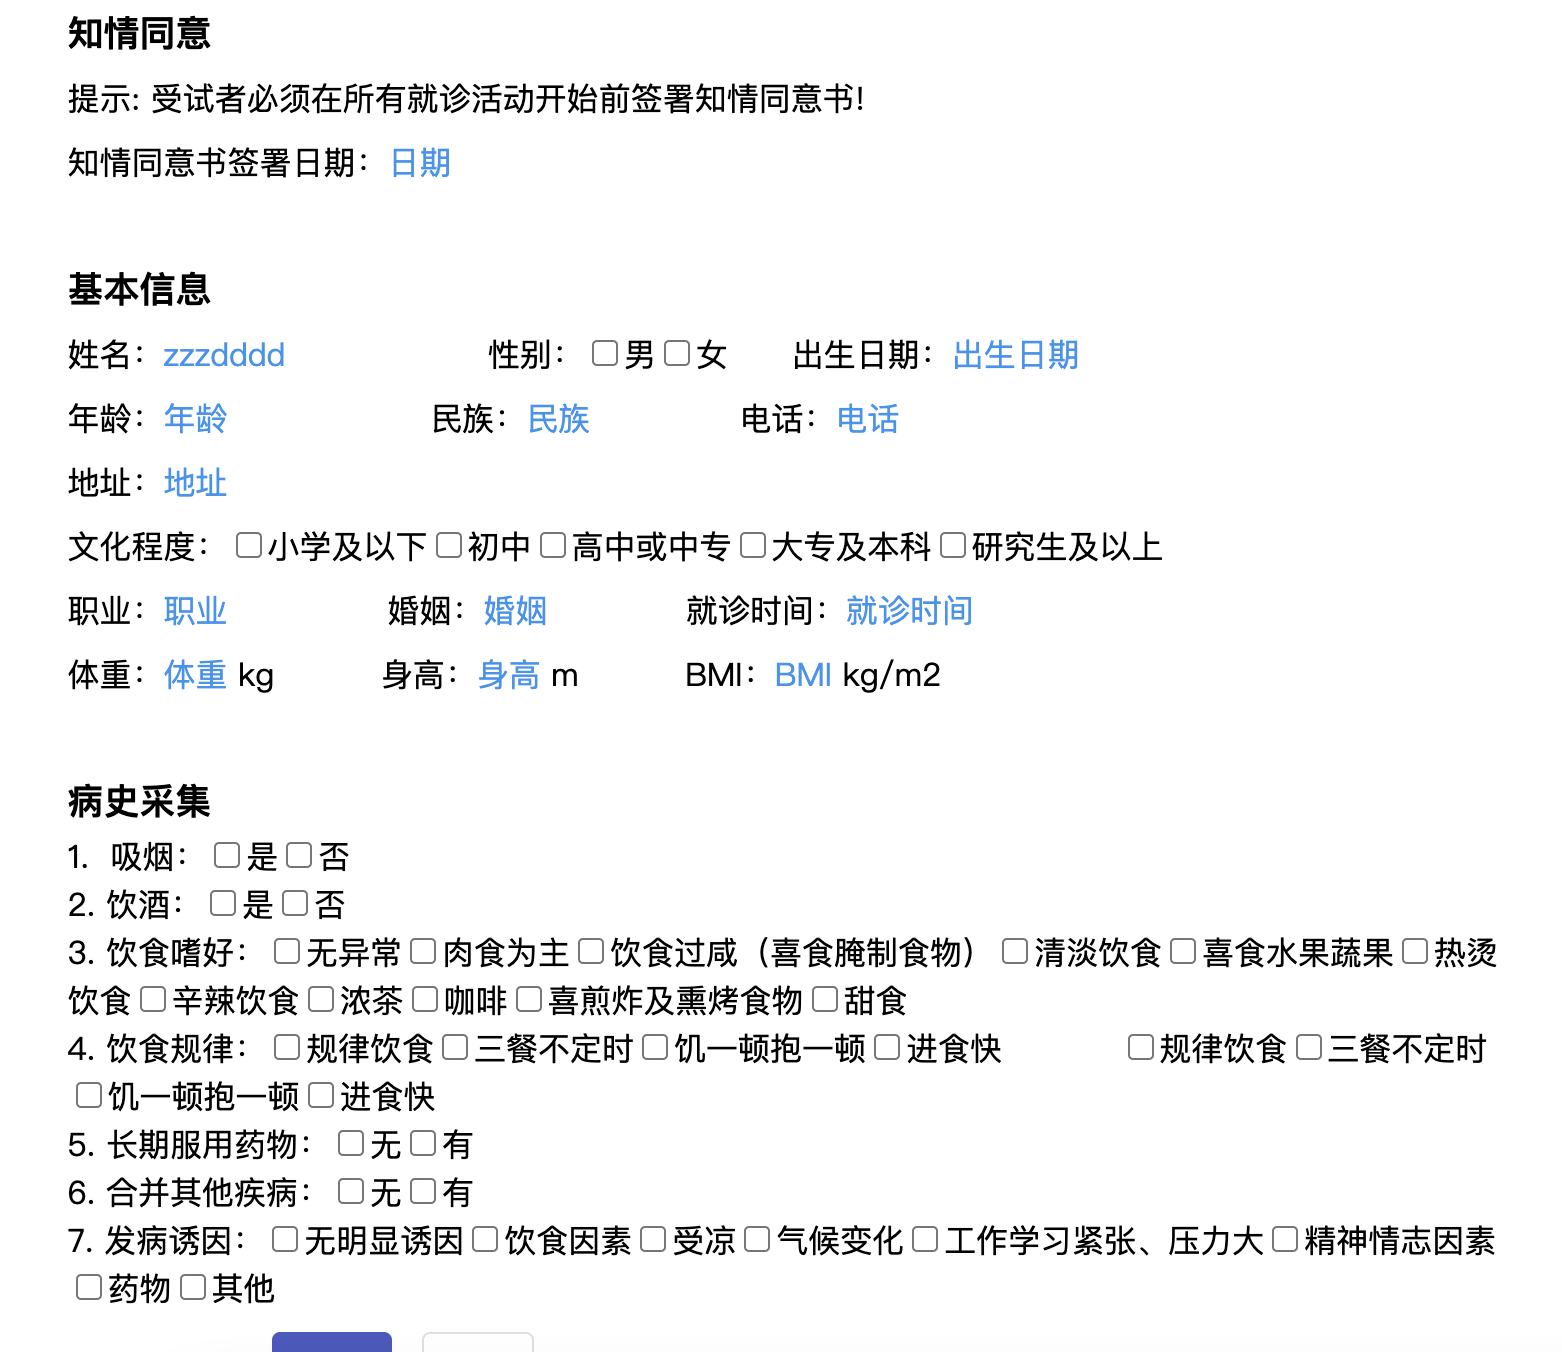 知情同意
提示: 受试者必须在所有就诊活动开始前签署知情同意书!
知情同意书签署日期： 日期
基本信息
姓名： zzzdddd 性别： 男 女 出生日期： 出生日期
年龄： 年龄 民族： 民族 电话： 电话
地址： 地址
文化程度： 小学及以下 初中 高中或中专 大专及本科 研究生及以上
职业： 职业 婚姻： 婚姻 就诊时间： 就诊时间
体重： 体重 kg 身高： 身高 m BMI： BMI kg/m2
病史采集
1. 吸烟： 是 否
2. 饮酒： 是 否
3. 饮食嗜好： 无异常 肉食为主 饮食过咸（喜食腌制食物） 清淡饮食 喜食水果蔬果 热烫
饮食 辛辣饮食 浓茶 咖啡 喜煎炸及熏烤食物 甜食
4. 饮食规律： 规律饮食 三餐不定时 饥一顿抱一顿 进食快 规律饮食 三餐不定时
饥一顿抱一顿 进食快
5. 长期服用药物： 无 有
6. 合并其他疾病： 无 有
7. 发病诱因： 无明显诱因 饮食因素 受凉 气候变化 工作学习紧张、压力大 精神情志因素
药物 其他